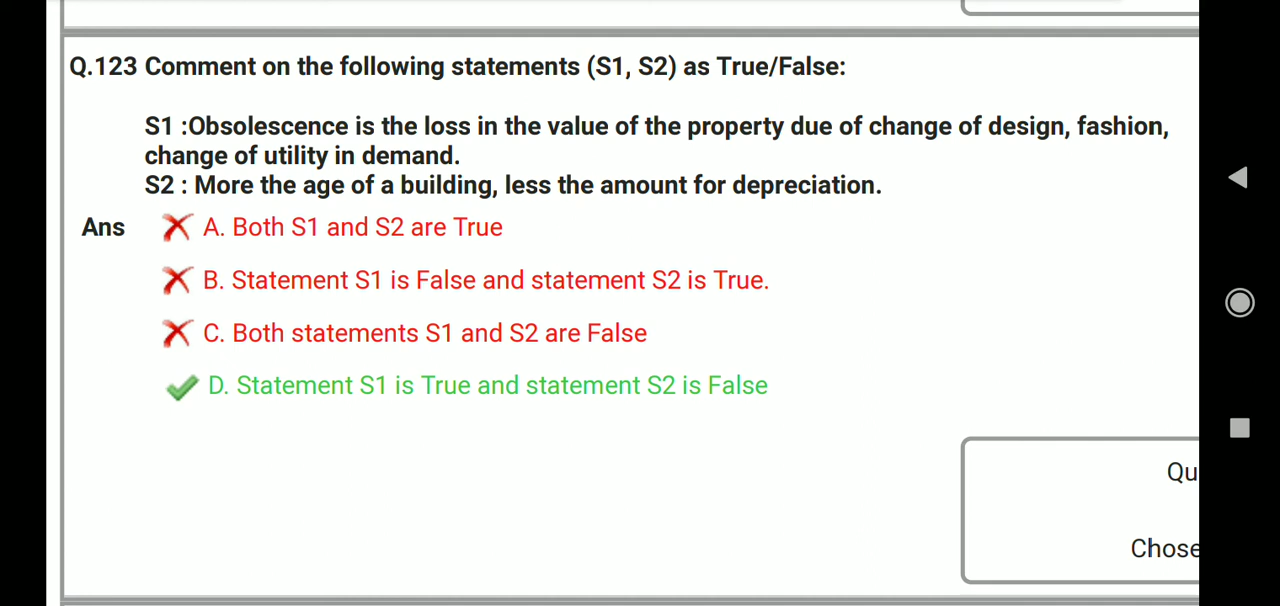 Q.123 Comment on the following statements (S1, S2) as True/False:
S1 :Obsolescence is the loss in the value of the property due of change of design, fashion,
change of utility in demand.
S2 : More the age of a building, less the amount for depreciation.
Ans A. Both S1 and S2 are True
B. Statement S1 is False and statement S2 is True.
C. Both statements S1 and S2 are False
D. Statement S1 is True and statement S2 is False
Qu
Chose